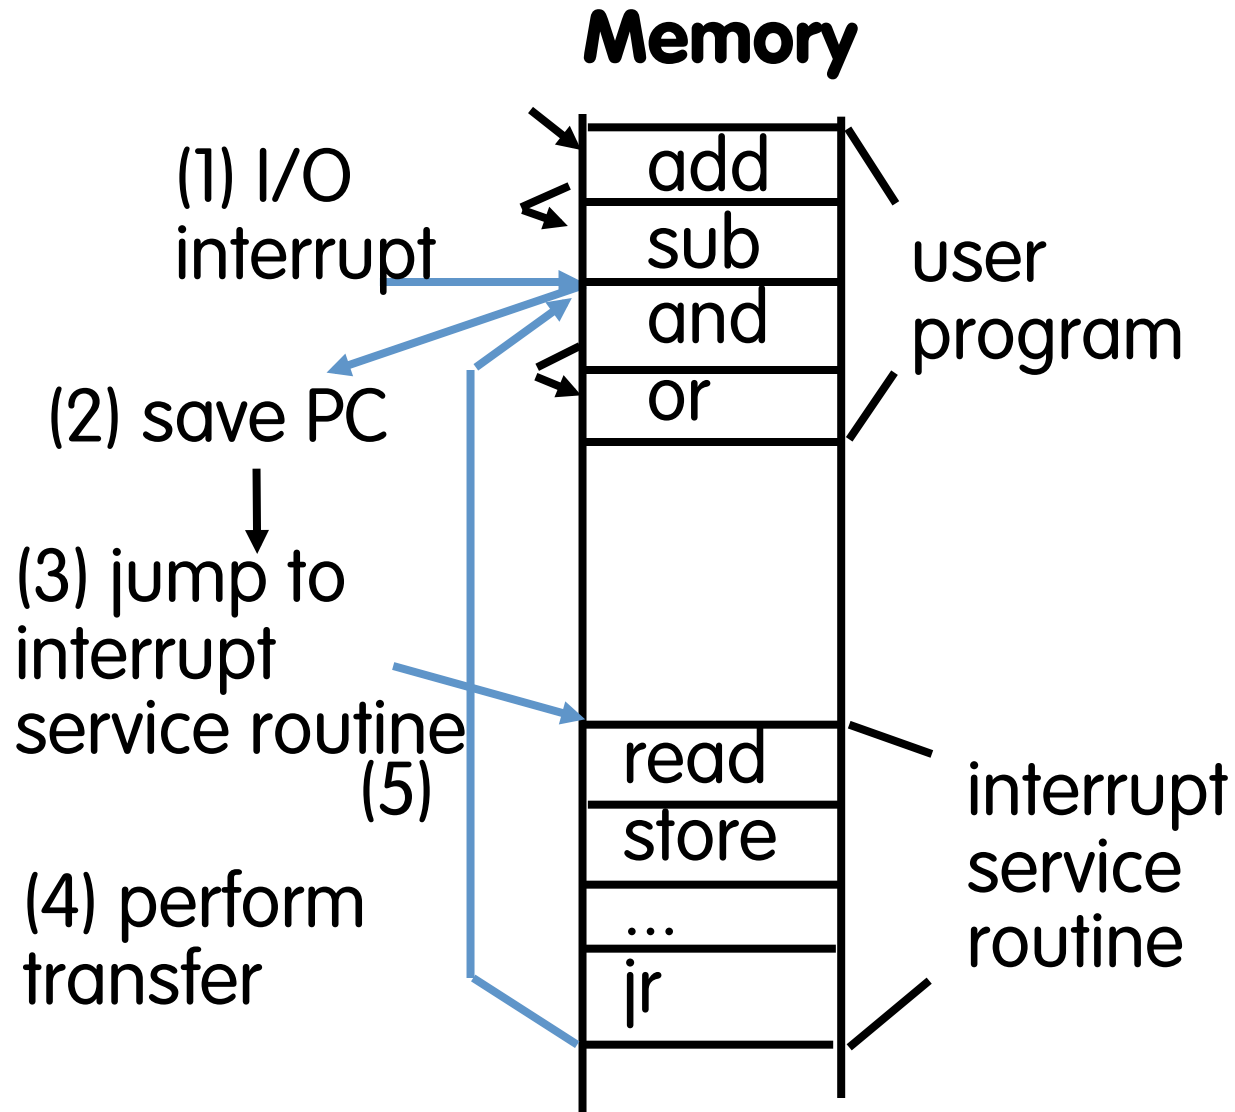 Memory
(1) I/O
interrupt
(2) save PC
(3) jump to
interrupt
service routine
(5)
(4) perform
transfer
add
sub
and
or
read
store
...
jr
user
program
interrupt
service
routine